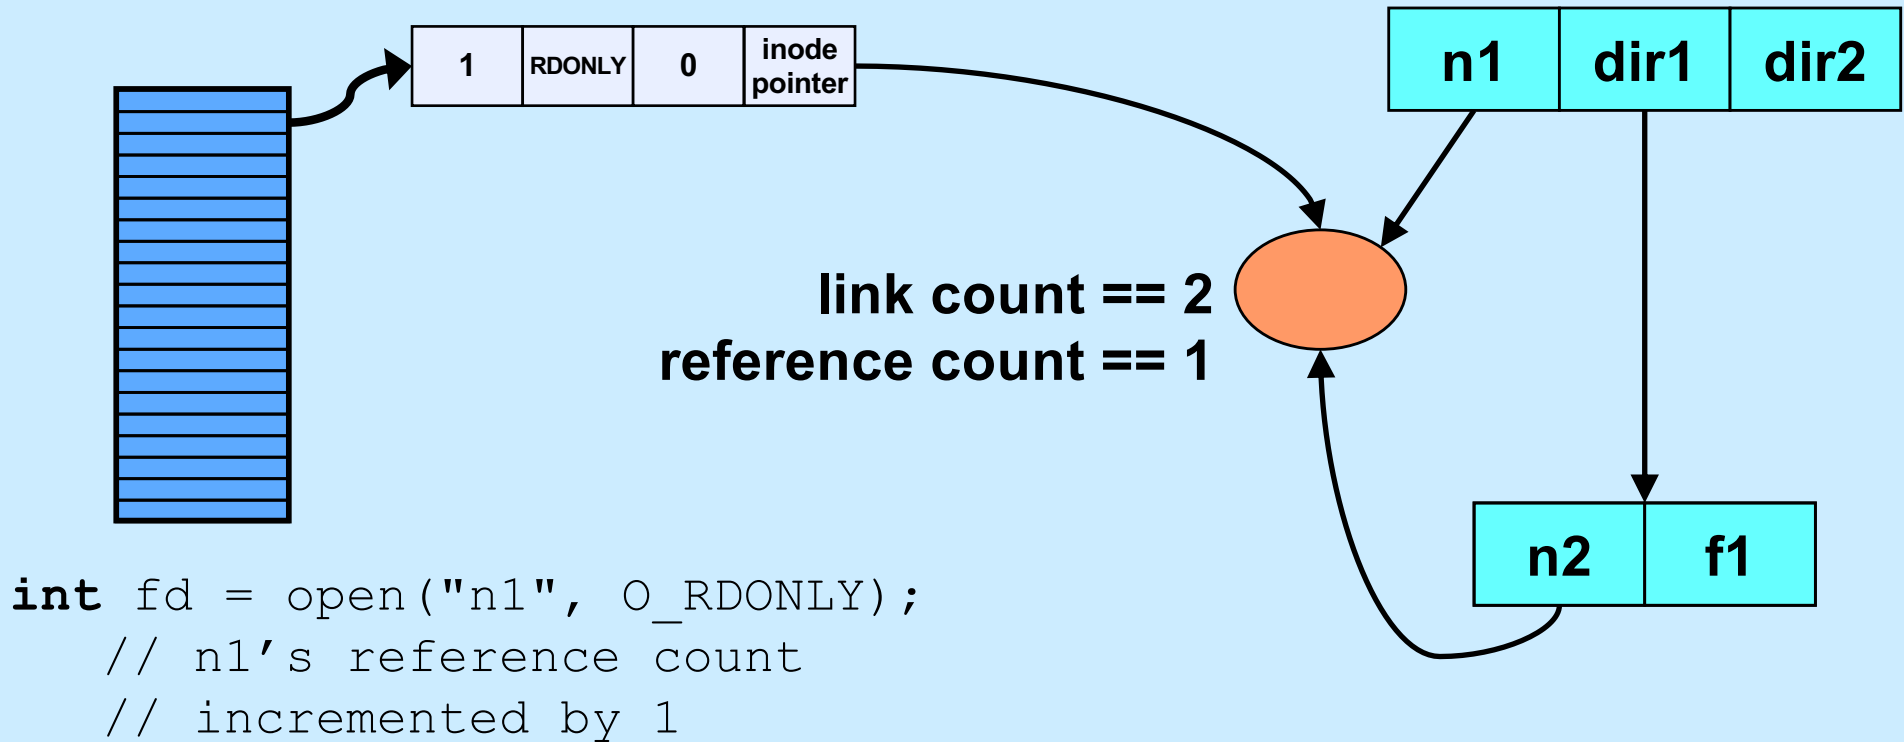 1 RDONLY 0 inode
pointer
n1 dir1 dir2
link count == 2
reference count == 1
n2 f1
int fd = open("n1", O_RDONLY);
// n1’s reference count
// incremented by 1